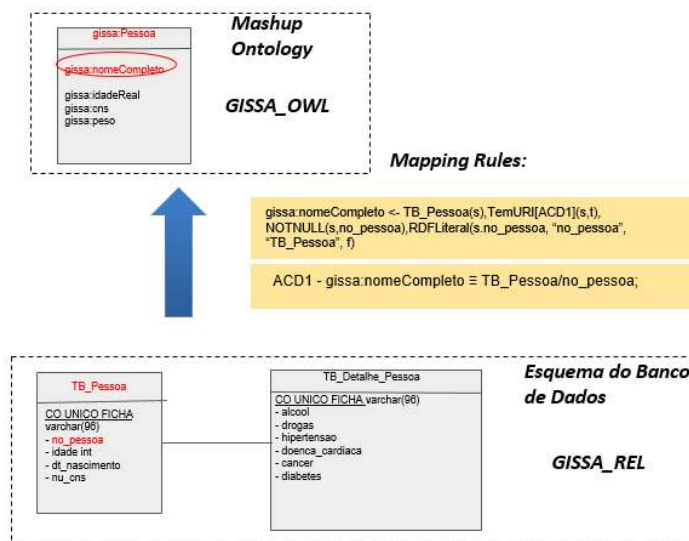 gissa:Pessoa
gissa:nomeCompleto
gissa:idadeReal
gissa:cns
gissa:peso
Mashup
Ontology
GISSA_OWL
Mapping Rules:
gissa:nomeCompleto <- TB_Pessoa(s),TemURI[ACD1](s,t),
NOTNULL(s,no_pessoa),RDFLiteral(s.no_pessoa, “no_pessoa”,
“TB_Pessoa”, f)
ACD1 - gissa:nomeCompleto ≡ TB_Pessoa/no_pessoa;
TB_Pessoa
CO UNICO FICHA
varchar(96)
- no_pessoa
- idade int
- dt_nascimento
- nu_cns
TB_Detalhe_Pessoa
CO UNICO FICHA varchar(96)
- alcool
- drogas
- hipertensao
- doenca_cardiaca
- cancer
- diabetes
Esquema do Banco
de Dados
GISSA_REL